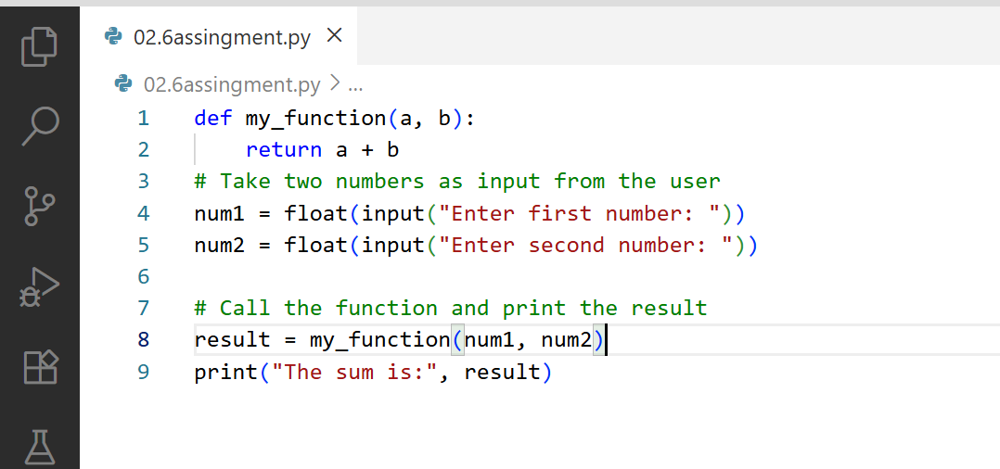 02.6assingment.py
02.6assingment.py > ...
1 def my_function(a, b):
2     return a + b
3 # Take two numbers as input from the user
4 num1 = float(input("Enter first number: "))
5 num2 = float(input("Enter second number: "))
6
7 # Call the function and print the result
8 result = my_function(num1, num2)
9 print("The sum is:", result)